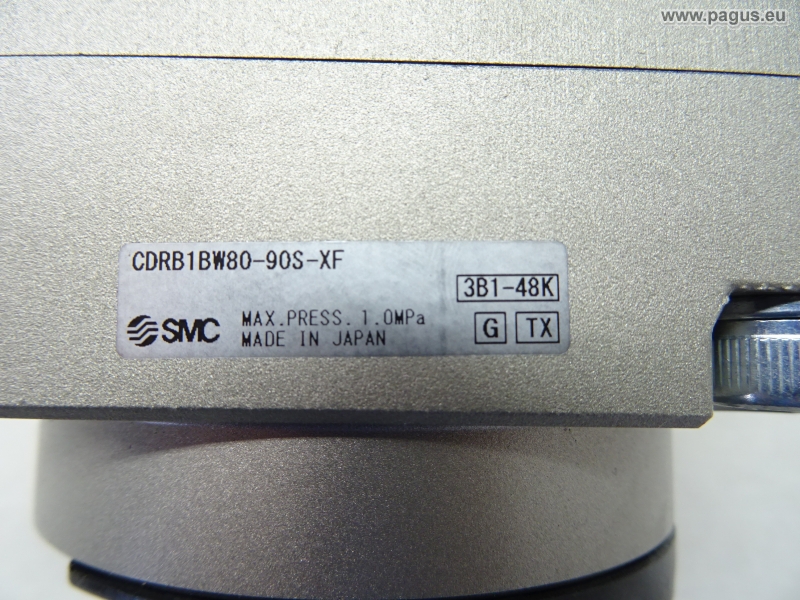 www.pagus.eu
CDRB1BW80-90S-XF
3B1-48K
SMC
MAX.PRESS. 1.0MPa
MADE IN JAPAN
G TX